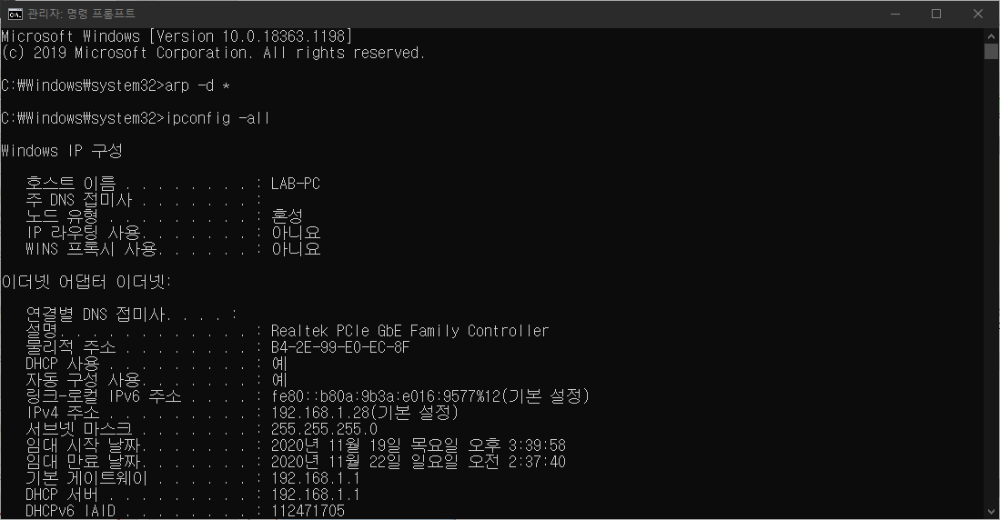 관리자: 명령 프롬프트
Microsoft Windows [Version 10.0.18363.1198]
(c) 2019 Microsoft Corporation. All rights reserved.
C:₩Windows₩system32>arp -d *
C:₩Windows₩system32>ipconfig -all
Windows IP 구성
호스트 이름 . . . . . . . . : LAB-PC
주 DNS 접미사 . . . . . . . :
노드 유형 . . . . . . . . . : 혼성
IP 라우팅 사용. . . . . . . : 아니요
WINS 프록시 사용. . . . . . : 아니요
이더넷 어댑터 이더넷:
연결별 DNS 접미사. . . . :
설명. . . . . . . . . . . . : Realtek PCIe GbE Family Controller
물리적 주소 . . . . . . . . : B4-2E-99-E0-EC-8F
DHCP 사용 . . . . . . . . . : 예
자동 구성 사용. . . . . . . : 예
링크-로컬 IPv6 주소 . . . . : fe80::b80a:9b3a:e016:9577%12(기본 설정)
IPv4 주소 . . . . . . . . . : 192.168.1.28(기본 설정)
서브넷 마스크 . . . . . . . : 255.255.255.0
임대 시작 날짜. . . . . . . : 2020년 11월 19일 목요일 오후 3:39:58
임대 만료 날짜. . . . . . . : 2020년 11월 22일 일요일 오전 2:37:40
기본 게이트웨이 . . . . . . : 192.168.1.1
DHCP 서버 . . . . . . . . . : 192.168.1.1
DHCPv6 IAID . . . . . . . . : 112471705